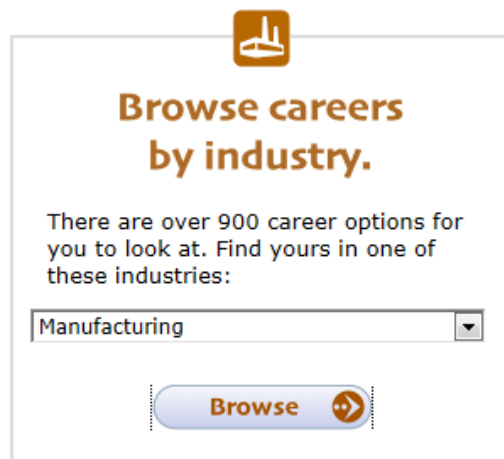 Browse careers
by industry.
There are over 900 career options for
you to look at. Find yours in one of
these industries:
Manufacturing
Browse